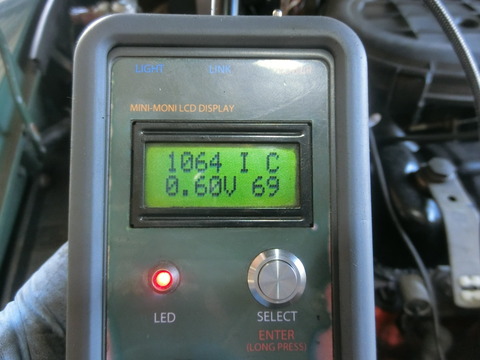 LIGHT LINK
MINI-MONI LCD DISPLAY
1064 I C
0.60V 69
LED
SELECT
ENTER
(LONG PRESS)